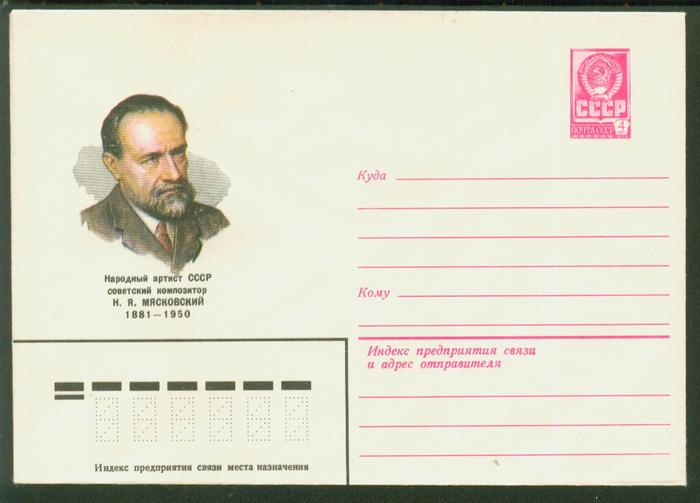 СССР
ПОЧТА СССР 4
Куда
Народный артист СССР
советский композитор
Н. Я. МЯСКОВСКИЙ
1881—1950
Кому
Индекс предприятия связи
и адрес отправителя
Индекс предприятия связи места назначения